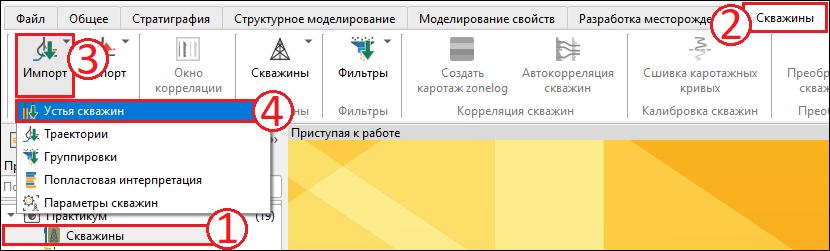 Файл Общее Стратиграфия Структурное моделирование Моделирование свойств Разработка месторожде 2 Скважины
Импорт 3 порт Окно корреляции Скважины Фильтры Создать каротаж zonelog Автокорреляция скважин Сшивка каротажных кривых Преобр скваж
ны Фильтры Корреляция скважин Калибровка скважин Преоб
Устья скважин 4
Траектории
Группировки
Попластовая интерпретация
Параметры скважин
Приступая к работе
Практикум (19)
Скважины 1